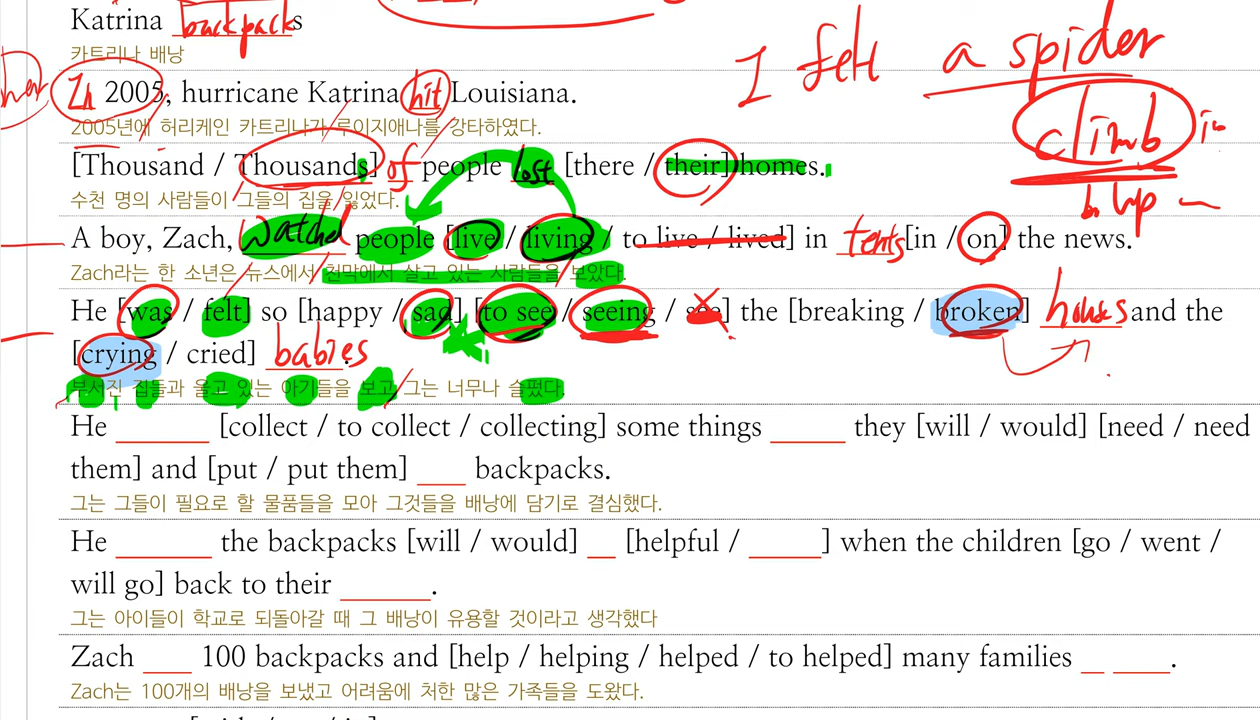 Katrina backpacks
카트리나 배낭
I felt a spider
climb
In 2005, hurricane Katrina hit Louisiana.
2005년에 허리케인 카트리나가 루이지애나를 강타하였다.
[Thousand / Thousands] of people lost [there / their] homes.
수천 명의 사람들이 그들의 집을 잃었다.
A boy, Zach, watched people [live / living / to live / lived] in tents [in / on] the news.
Zach라는 한 소년은 뉴스에서 천막에서 살고 있는 사람들을 보았다.
He [was / felt] so [happy / sad] [to see / seeing / see] the [breaking / broken] houses and the
[crying / cried] babies.
부서진 집들과 울고 있는 아기들을 보고 그는 너무나 슬펐다.
He ______ [collect / to collect / collecting] some things _____ they [will / would] [need / need
them] and [put / put them] ___ backpacks.
그는 그들이 필요로 할 물품들을 모아 그것들을 배낭에 담기로 결심했다.
He ______ the backpacks [will / would] __ [helpful / _____] when the children [go / went /
will go] back to their ______.
그는 아이들이 학교로 되돌아갈 때 그 배낭이 유용할 것이라고 생각했다
Zach ___ 100 backpacks and [help / helping / helped / to helped] many families __ ____.
Zach는 100개의 배낭을 보냈고 어려움에 처한 많은 가족들을 도왔다.